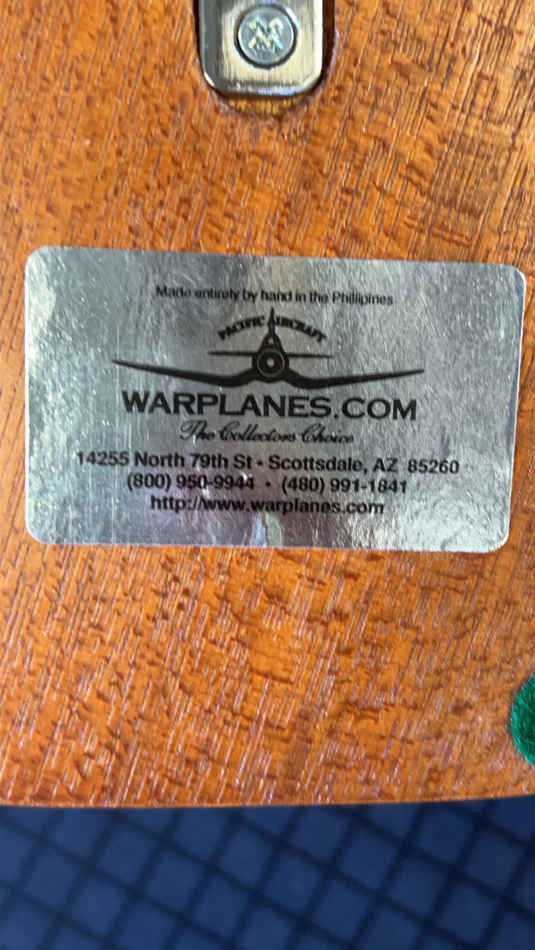 Made entirely by hand in the Phillipines
PACIFIC AIRCRAFT
WARPLANES.COM
The Collectors Choice
14255 North 79th St • Scottsdale, AZ 85260
(800) 950-9944 • (480) 991-1841
http://www.warplanes.com